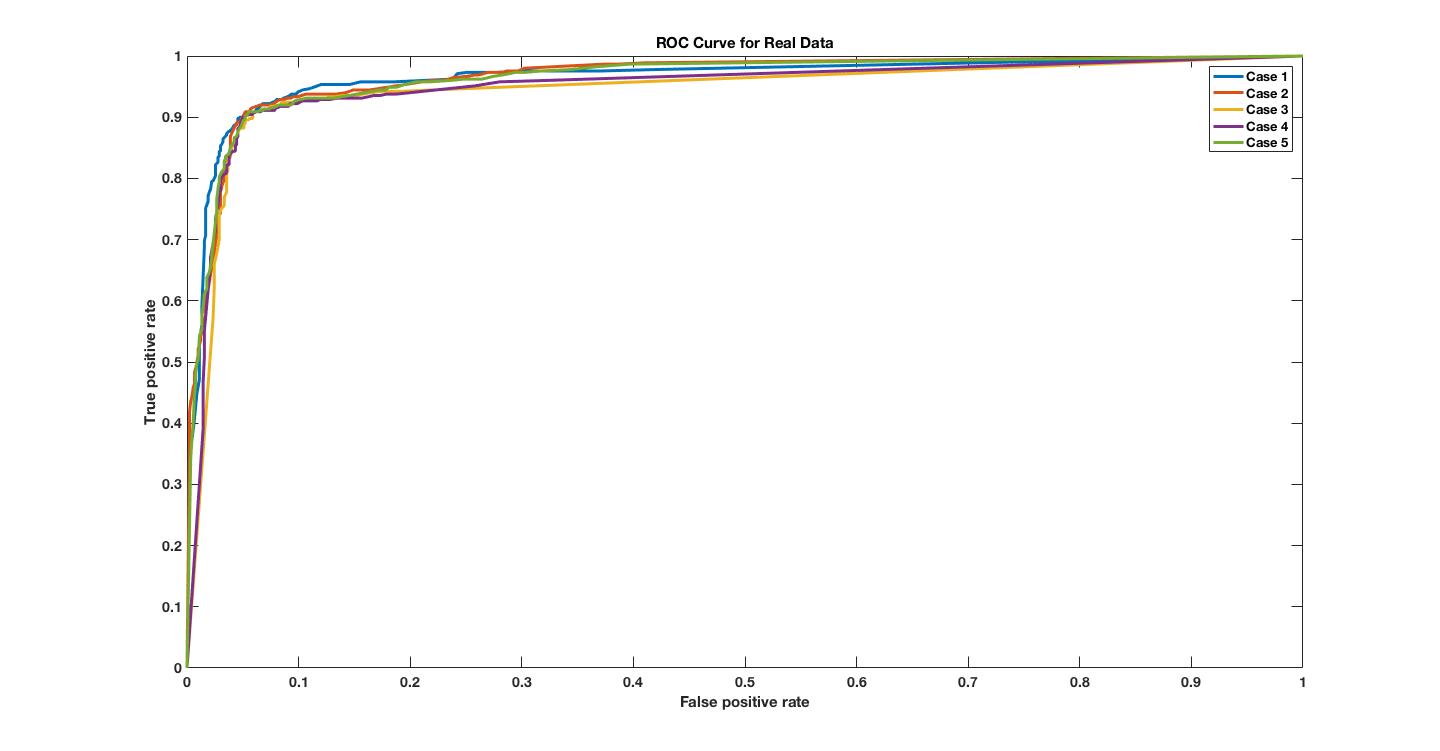 ROC Curve for Real Data
Case 1
Case 2
Case 3
Case 4
Case 5
True positive rate
1
0.9
0.8
0.7
0.6
0.5
0.4
0.3
0.2
0.1
0
0 0.1 0.2 0.3 0.4 0.5 0.6 0.7 0.8 0.9 1
False positive rate